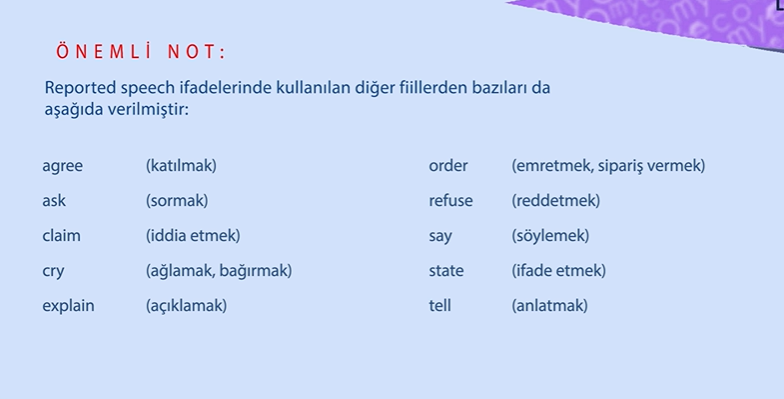 ÖNEMLİ NOT:
Reported speech ifadelerinde kullanılan diğer fiillerden bazıları da
aşağıda verilmiştir:
agree (katılmak)
ask (sormak)
claim (iddia etmek)
cry (ağlamak, bağırmak)
explain (açıklamak)
order (emretmek, sipariş vermek)
refuse (reddetmek)
say (söylemek)
state (ifade etmek)
tell (anlatmak)